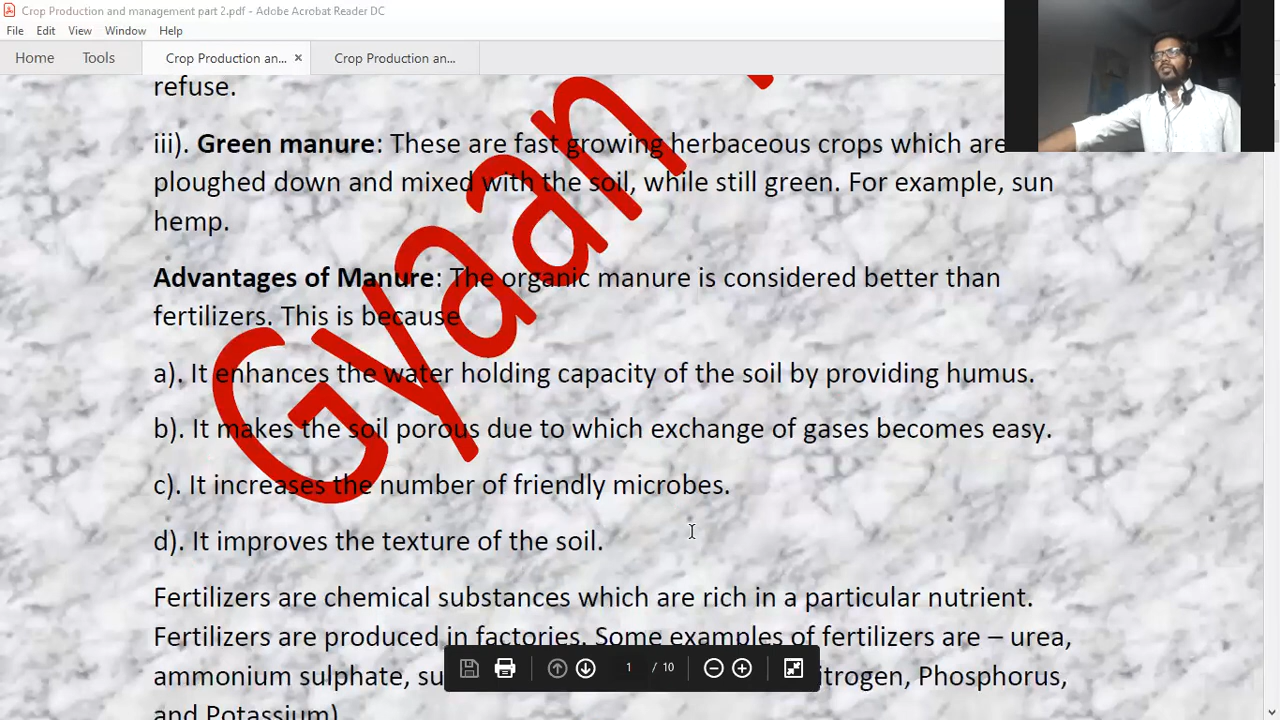 Crop Production and management part 2.pdf - Adobe Acrobat Reader DC
File Edit View Window Help
Home Tools Crop Production an... × Crop Production an...
refuse.
iii). Green manure: These are fast growing herbaceous crops which are
ploughed down and mixed with the soil, while still green. For example, sun
hemp.
Advantages of Manure: The organic manure is considered better than
fertilizers. This is because
a). It enhances the water holding capacity of the soil by providing humus.
b). It makes the soil porous due to which exchange of gases becomes easy.
c). It increases the number of friendly microbes.
d). It improves the texture of the soil.
Fertilizers are chemical substances which are rich in a particular nutrient.
Fertilizers are produced in factories. Some examples of fertilizers are – urea,
ammonium sulphate, Phosphorus,
and Potassium)
1 / 10
Gyaan